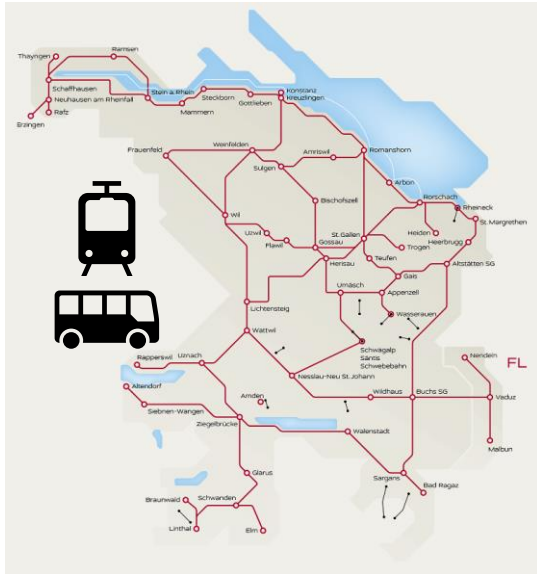 Ramsen
Thayngen
Schaffhausen
Neuhausen am Rheinfall
Stein a. Rhein
Steckborn
Konstanz
Kreuzlingen
Gottlieben
Mammern
Rafz
Erzingen
Frauenfeld
Weinfelden
Amriswil
Romanshorn
Sulgen
Arbon
Bischofszell
Rorschach
Rheineck
St. Margrethen
Wil
Uzwil
Flawil
Gossau
St. Gallen
Heiden
Trogen
Heerbrugg
Herisau
Teufen
Altstätten SG
Gais
Urnäsch
Appenzell
Lichtensteig
Wasserauen
Wattwil
Schwägalp
Säntis
Schwebebahn
Rapperswil
Uznach
Nendeln
FL
Nesslau-Neu St. Johann
Altendorf
Amden
Wildhaus
Buchs SG
Vaduz
Siebnen-Wangen
Ziegelbrücke
Walenstadt
Malbun
Glarus
Sargans
Bad Ragaz
Braunwald
Schwanden
Linthal
Elm